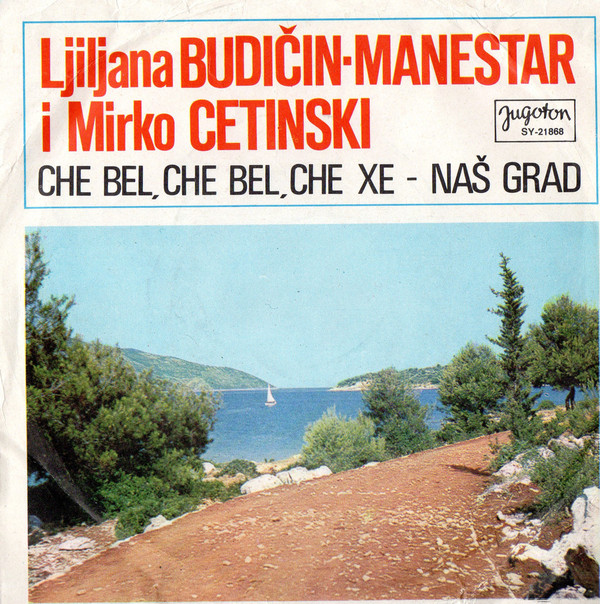 Ljiljana BUDIČIN-MANESTAR
i Mirko CETINSKI
Jugoton
SY-21868
CHE BEL, CHE BEL, CHE XE - NAŠ GRAD